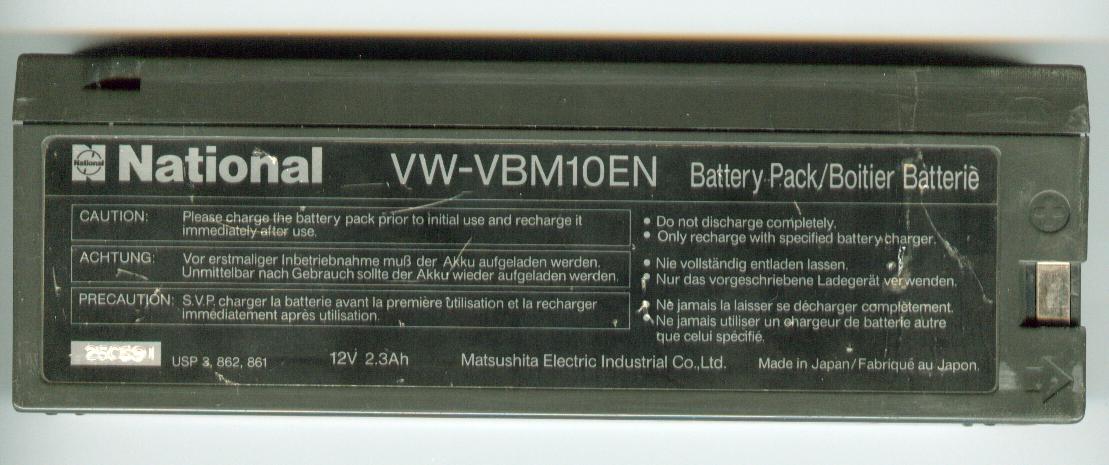 National National VW-VBM10EN Battery Pack/Boitier Batteriè
CAUTION: Please charge the battery pack prior to initial use and recharge it
immediately after use.
ACHTUNG: Vor erstmaliger Inbetriebnahme muß der Akku aufgeladen werden.
Unmittelbar nach Gebrauch sollte der Akku wieder aufgeladen werden.
PRECAUTION: S.V.P. charger la batterie avant la première utilisation et la recharger
immédiatement après utilisation.
• Do not discharge completely.
• Only recharge with specified battery charger.
• Nie vollständig entladen lassen.
• Nur das vorgeschriebene Ladegerät verwenden.
• Ne jamais la laisser se décharger complètement.
• Ne jamais utiliser un chargeur de batterie autre
que celui spécifié.
USP 3, 862, 861 12V 2.3Ah Matsushita Electric Industrial Co.,Ltd. Made in Japan/Fabriqué au Japon.